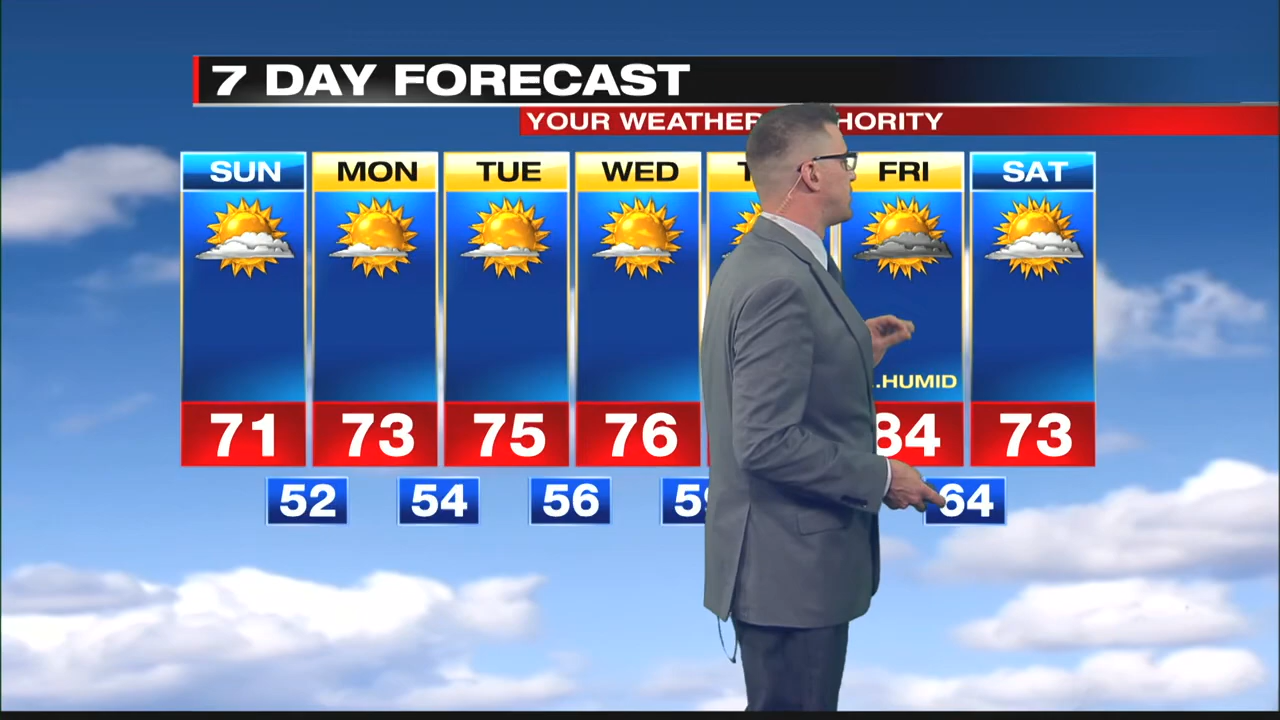 7 DAY FORECAST
YOUR WEATHER HORITY
SUN MON TUE WED T FRI SAT
.HUMID
71 73 75 76 84 73
52 54 56 59 64